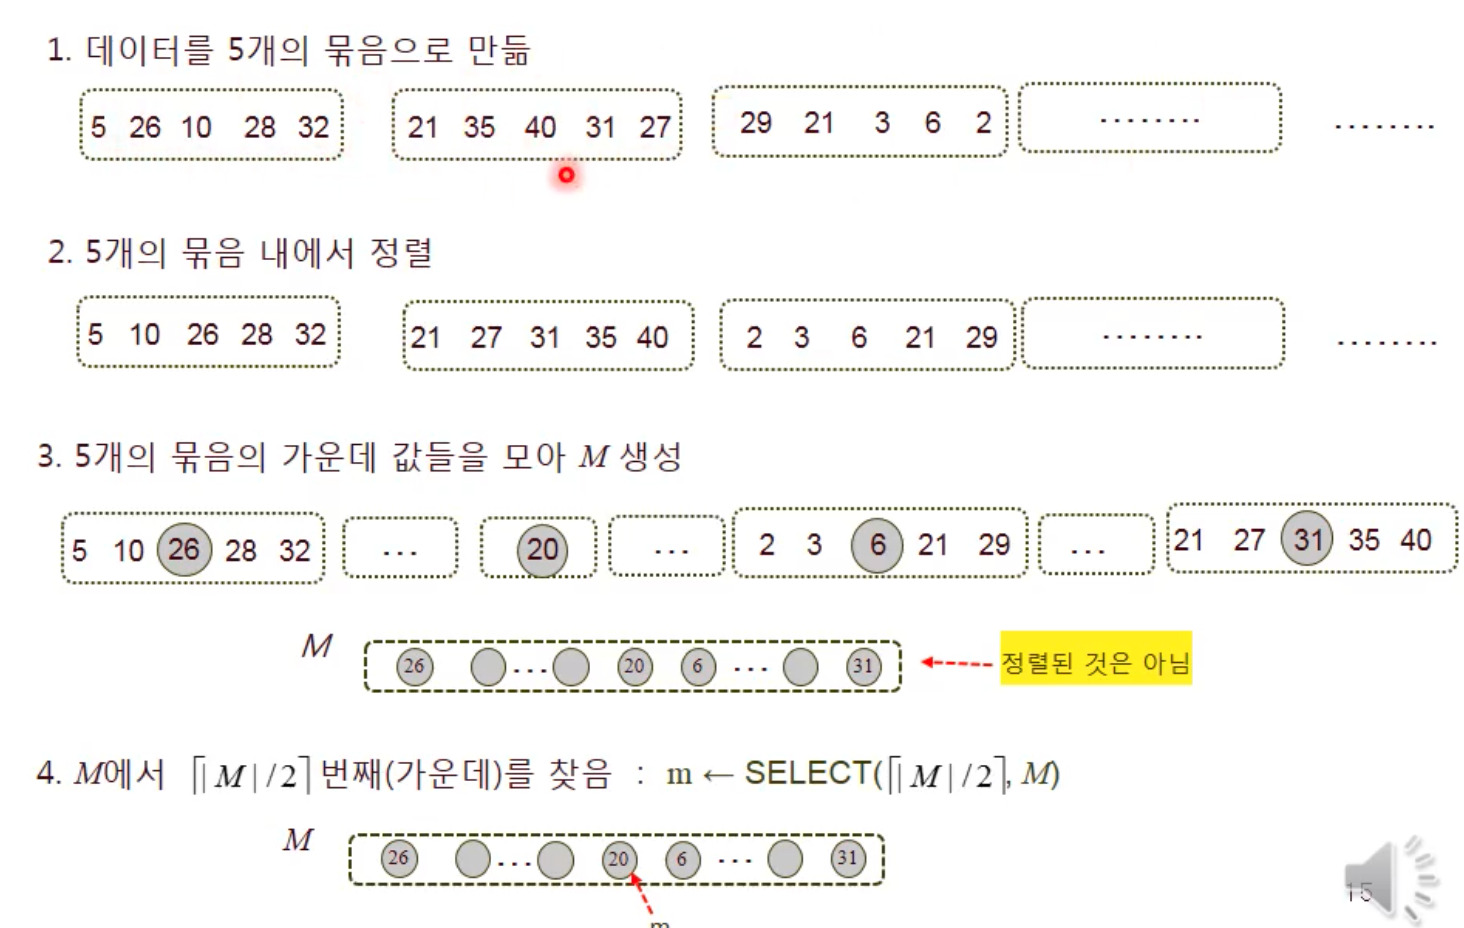 1. 데이터를 5개의 묶음으로 만듦
5 26 10 28 32 21 35 40 31 27 29 21 3 6 2 ········ ········
2. 5개의 묶음 내에서 정렬
5 10 26 28 32 21 27 31 35 40 2 3 6 21 29 ········ ········
3. 5개의 묶음의 가운데 값들을 모아 M 생성
5 10 26 28 32 ... 20 ... 2 3 6 21 29 ... 21 27 31 35 40
M 26 ... 20 6 ... 31 정렬된 것은 아님
4. M에서 ⌈|M|/2⌉ 번째(가운데)를 찾음 : m ← SELECT(⌈|M|/2⌉, M)
M 26 ... 20 6 ... 31
m
15